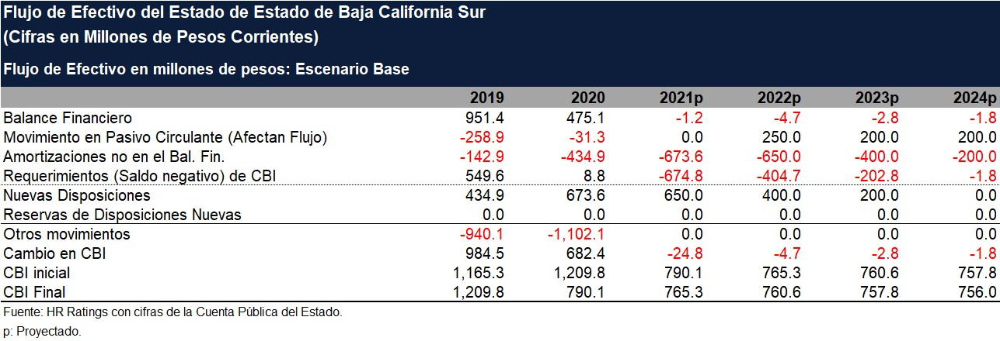 Flujo de Efectivo del Estado de Estado de Baja California Sur
(Cifras en Millones de Pesos Corrientes)
Flujo de Efectivo en millones de pesos: Escenario Base
2019 2020 2021p 2022p 2023p 2024p
Balance Financiero 951.4 475.1 -1.2 -4.7 -2.8 -1.8
Movimiento en Pasivo Circulante (Afectan Flujo) -258.9 -31.3 0.0 250.0 200.0 200.0
Amortizaciones no en el Bal. Fin. -142.9 -434.9 -673.6 -650.0 -400.0 -200.0
Requerimientos (Saldo negativo) de CBI 549.6 8.8 -674.8 -404.7 -202.8 -1.8
Nuevas Disposiciones 434.9 673.6 650.0 400.0 200.0 0.0
Reservas de Disposiciones Nuevas 0.0 0.0 0.0 0.0 0.0 0.0
Otros movimientos -940.1 -1,102.1 0.0 0.0 0.0 0.0
Cambio en CBI 984.5 682.4 -24.8 -4.7 -2.8 -1.8
CBI inicial 1,165.3 1,209.8 790.1 765.3 760.6 757.8
CBI Final 1,209.8 790.1 765.3 760.6 757.8 756.0
Fuente: HR Ratings con cifras de la Cuenta Pública del Estado.
p: Proyectado.